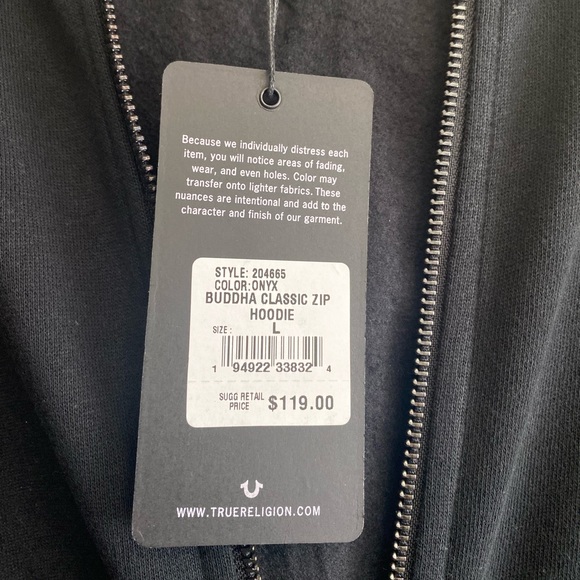 Because we individually distress each
item, you will notice areas of fading,
wear, and even holes. Color may
transfer onto lighter fabrics. These
nuances are intentional and add to the
character and finish of our garment.
STYLE: 204665
COLOR:ONYX
BUDDHA CLASSIC ZIP
HOODIE
SIZE: L
1 94922 33832 4
SUGG RETAIL
PRICE $119.00
WWW.TRUERELIGION.COM